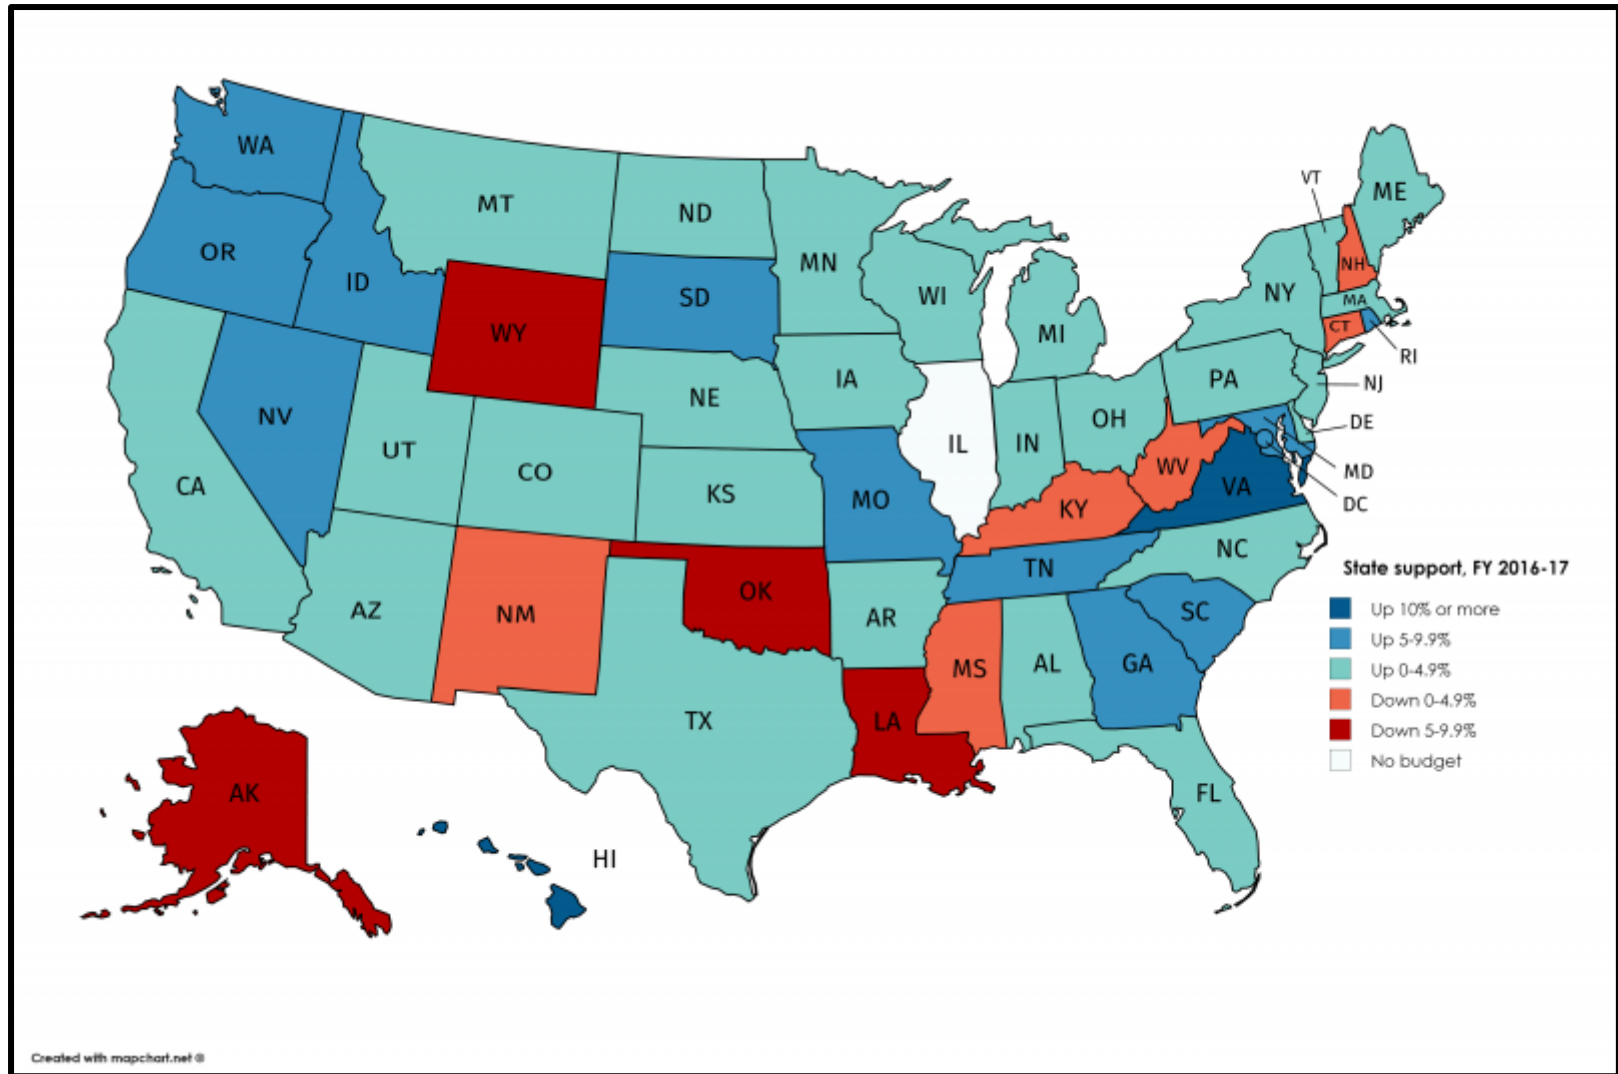 WA
VT
ME
MT
ND
OR
MN
NH
ID
SD
NY
WI
MA
WY
MI
CT
RI
IA
PA
NJ
NE
NV
OH
DE
UT
IL
IN
CO
WV
MD
CA
KS
MO
VA
DC
KY
NC
TN
State support, FY 2016-17
OK
AZ
NM
AR
SC
Up 10% or more
Up 5-9.9%
MS
AL
GA
Up 0-4.9%
Down 0-4.9%
TX
LA
Down 5-9.9%
No budget
AK
FL
HI
Created with mapchart.net ©